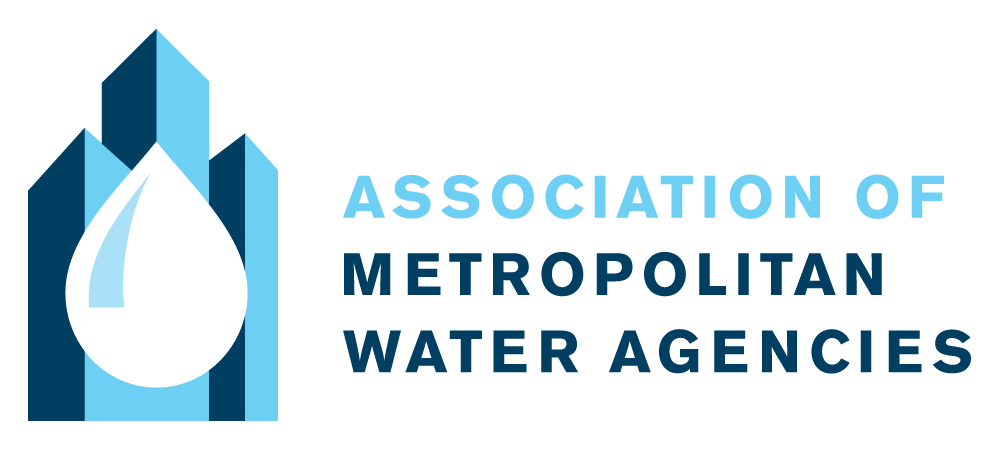 ASSOCIATION OF
METROPOLITAN
WATER AGENCIES